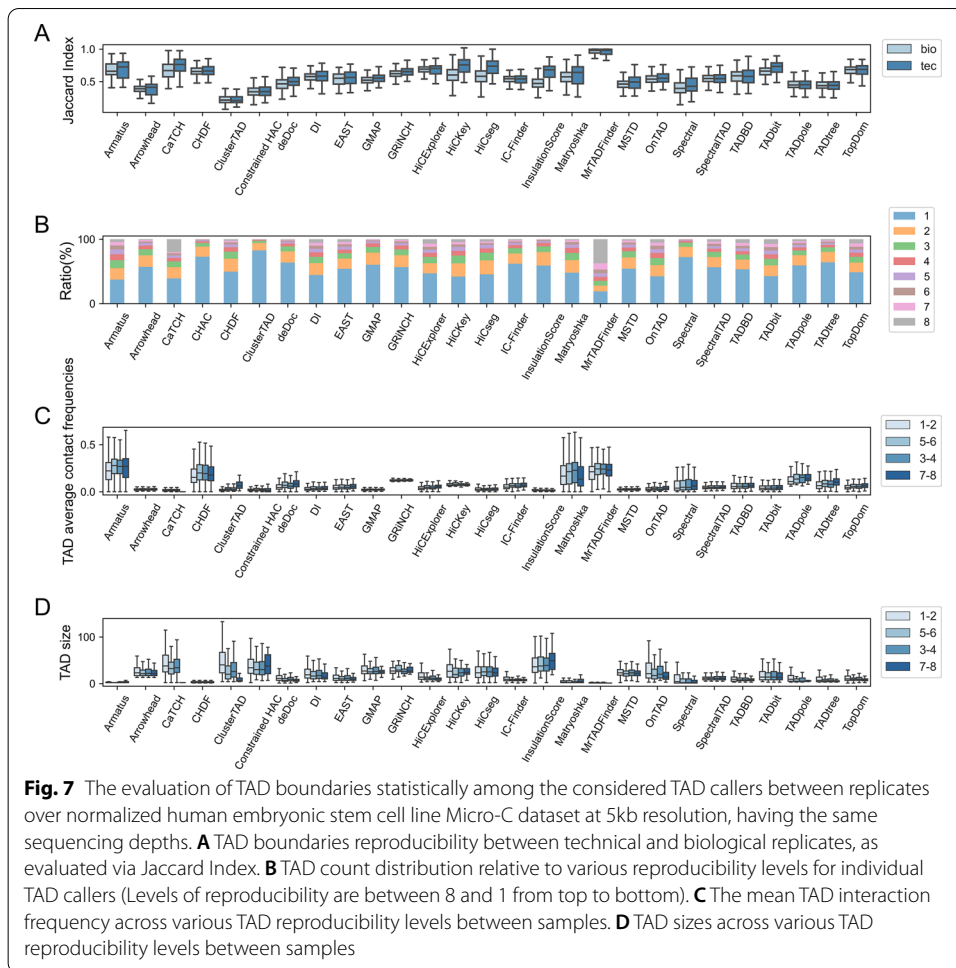 A
Jaccard Index
1.0
0.5
bio
tec
Armatus
Arrowhead
CaTCH
CHDF
ClusterTAD
Constrained HAC
deDoc
DI
EAST
GMAP
GRiNCH
HiCExplorer
HiCKey
HiCseg
IC-Finder
InsulationScore
Matryoshka
MrTADFinder
MSTD
OnTAD
Spectral
SpectralTAD
TADBD
TADbit
TADpole
TADtree
TopDom
B
Ratio(%)
100
0
1
2
3
4
5
6
7
8
Armatus
Arrowhead
CaTCH
CHAC
CHDF
ClusterTAD
deDoc
DI
EAST
GMAP
GRiNCH
HiCExplorer
HiCKey
HiCseg
IC-Finder
InsulationScore
Matryoshka
MrTADFinder
MSTD
OnTAD
Spectral
SpectralTAD
TADBD
TADbit
TADpole
TADtree
TopDom
C
TAD average contact frequencies
0.5
0.0
1-2
5-6
3-4
7-8
Armatus
Arrowhead
CaTCH
CHDF
ClusterTAD
Constrained HAC
deDoc
DI
EAST
GMAP
GRiNCH
HiCExplorer
HiCKey
HiCseg
IC-Finder
InsulationScore
Matryoshka
MrTADFinder
MSTD
OnTAD
Spectral
SpectralTAD
TADBD
TADbit
TADpole
TADtree
TopDom
D
TAD size
100
0
1-2
5-6
3-4
7-8
Armatus
Arrowhead
CaTCH
CHDF
ClusterTAD
Constrained HAC
deDoc
DI
EAST
GMAP
GRiNCH
HiCExplorer
HiCKey
HiCseg
IC-Finder
InsulationScore
Matryoshka
MrTADFinder
MSTD
OnTAD
Spectral
SpectralTAD
TADBD
TADbit
TADpole
TADtree
TopDom
Fig. 7 The evaluation of TAD boundaries statistically among the considered TAD callers between replicates
over normalized human embryonic stem cell line Micro-C dataset at 5kb resolution, having the same
sequencing depths. A TAD boundaries reproducibility between technical and biological replicates, as
evaluated via Jaccard Index. B TAD count distribution relative to various reproducibility levels for individual
TAD callers (Levels of reproducibility are between 8 and 1 from top to bottom). C The mean TAD interaction
frequency across various TAD reproducibility levels between samples. D TAD sizes across various TAD
reproducibility levels between samples